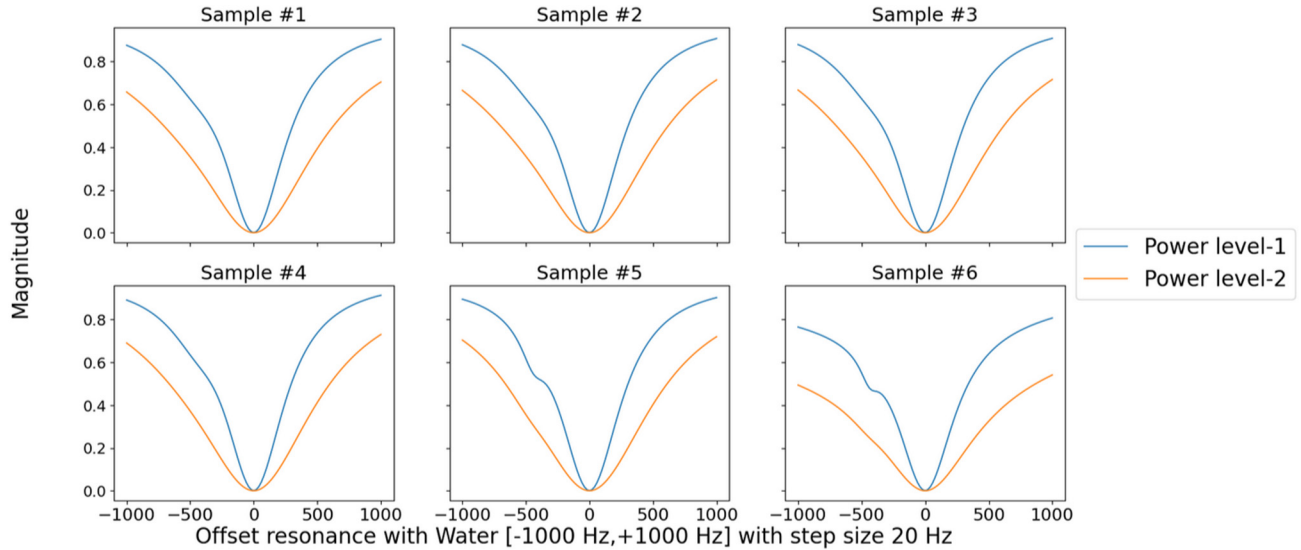 Sample #1 Sample #2 Sample #3
0.8
0.6
0.4
0.2
0.0
Magnitude
Power level-1
Power level-2
Sample #4 Sample #5 Sample #6
0.8
0.6
0.4
0.2
0.0
−1000 −500 0 500 1000 −1000 −500 0 500 1000 −1000 −500 0 500 1000
Offset resonance with Water [-1000 Hz,+1000 Hz] with step size 20 Hz